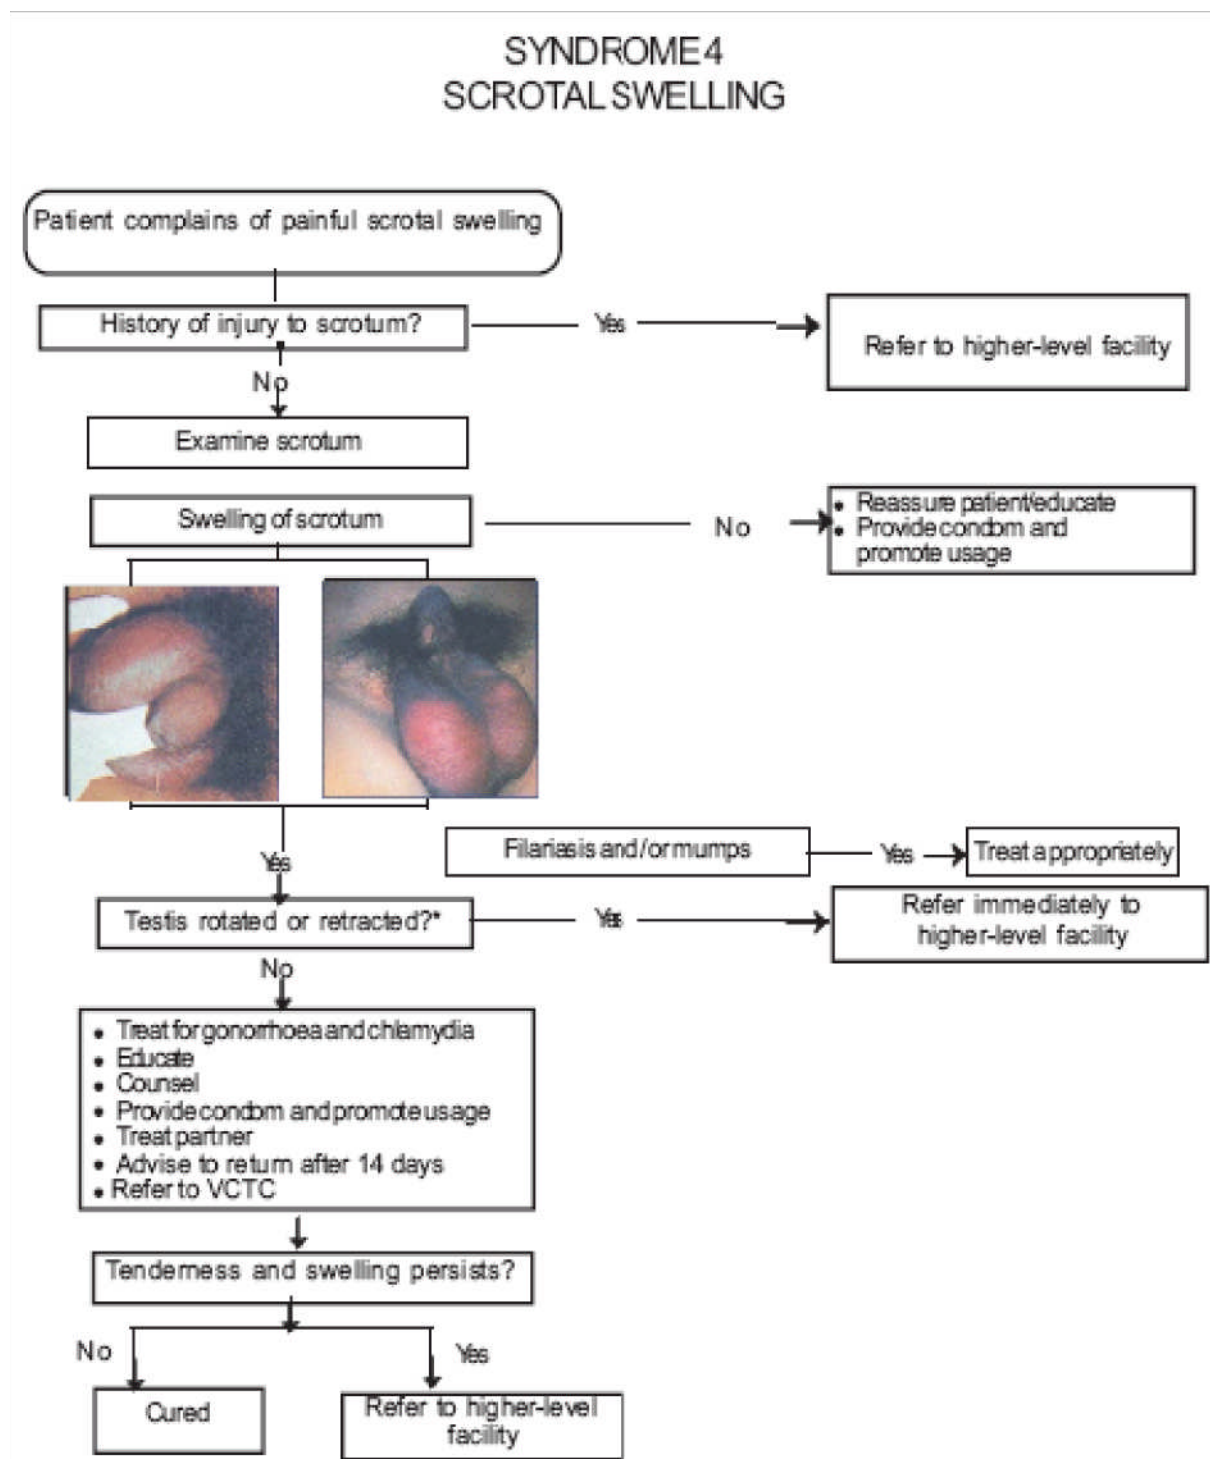 SYNDROME 4
SCROTAL SWELLING
Patient complains of painful scrotal swelling
History of injury to scrotum?
Yes
Refer to higher-level facility
No
Examine scrotum
Swelling of scrotum
No
• Reassure patient/educate
• Provide condom and
promote usage
Yes
Filariasis and/or mumps
Yes
Treat appropriately
Testis rotated or retracted?*
Yes
Refer immediately to
higher-level facility
No
• Treat for gonorrhoea and chlamydia
• Educate
• Counsel
• Provide condom and promote usage
• Treat partner
• Advise to return after 14 days
• Refer to VCTC
Tenderness and swelling persists?
No
Yes
Cured
Refer to higher-level
facility